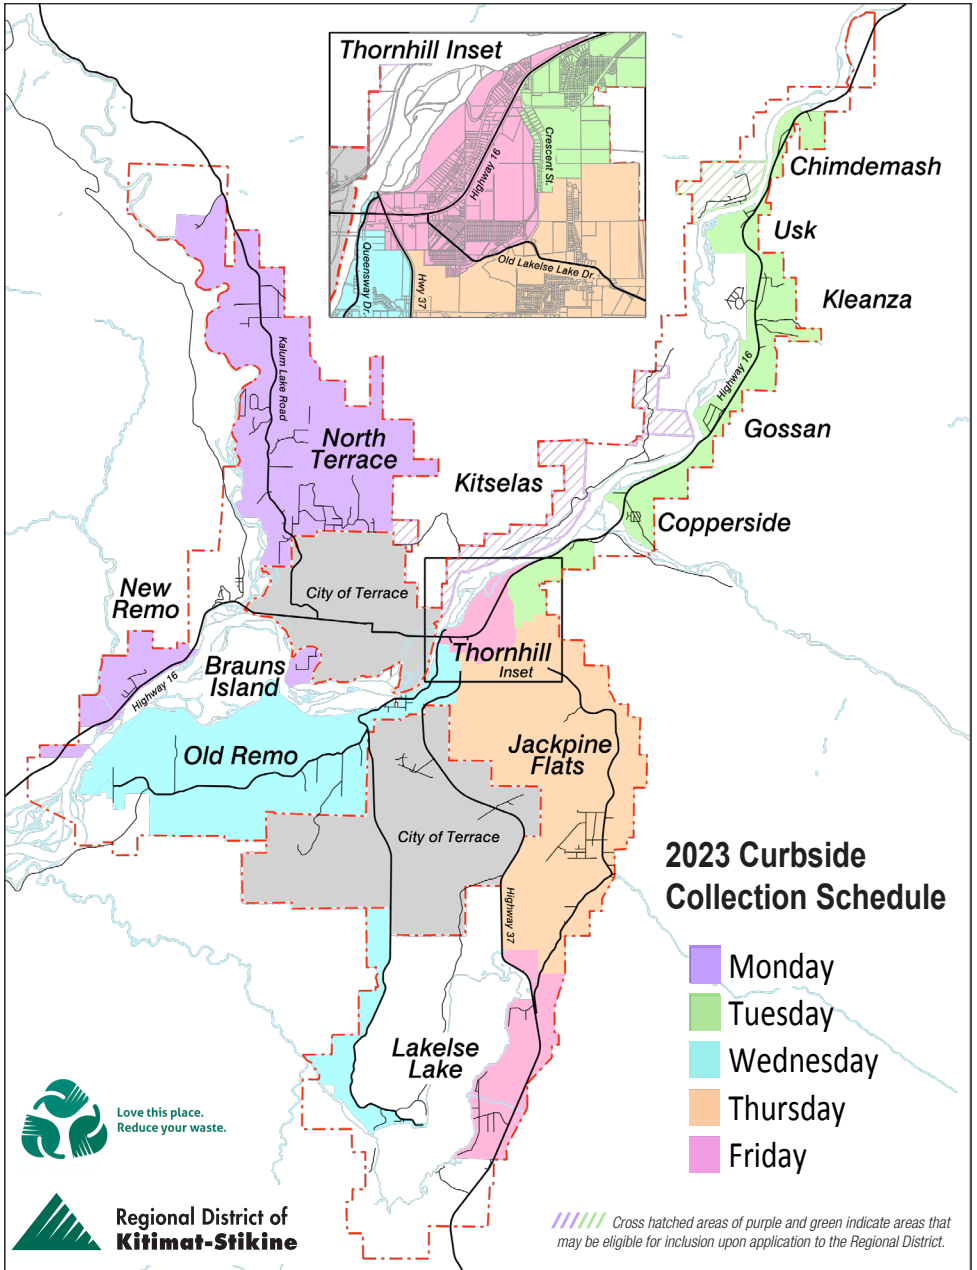 Thornhill Inset
Crescent St.
Highway 16
Queensway Dr.
Hwy 37
Old Lakelse Lake Dr.
Chimdemash
Usk
Kleanza
Highway 16
Gossan
Copperside
Kalum Lake Road
North
Terrace
Kitselas
New
Remo
City of Terrace
Brauns
Island
Highway 16
Thornhill
Inset
Old Remo
Jackpine
Flats
City of Terrace
Highway 37
Lakelse
Lake
2023 Curbside
Collection Schedule
Monday
Tuesday
Wednesday
Thursday
Friday
Love this place.
Reduce your waste.
Regional District of
Kitimat-Stikine
Cross hatched areas of purple and green indicate areas that
may be eligible for inclusion upon application to the Regional District.